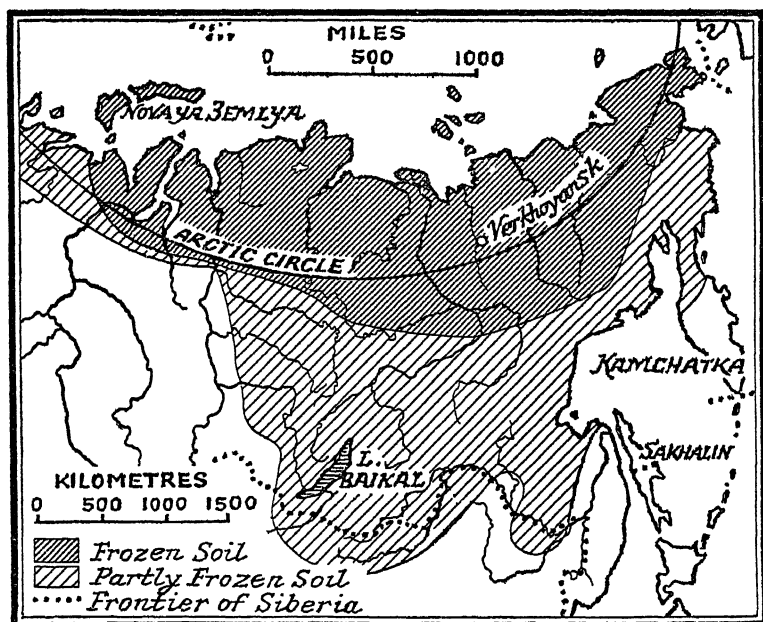 MILES
0 500 1000
NOVAYA ZEMLYA
Verkhoyansk
ARCTIC CIRCLE
KAMCHATKA
SAKHALIN
L.
BAIKAL
KILOMETRES
0 500 1000 1500
Frozen Soil
Partly Frozen Soil
Frontier of Siberia